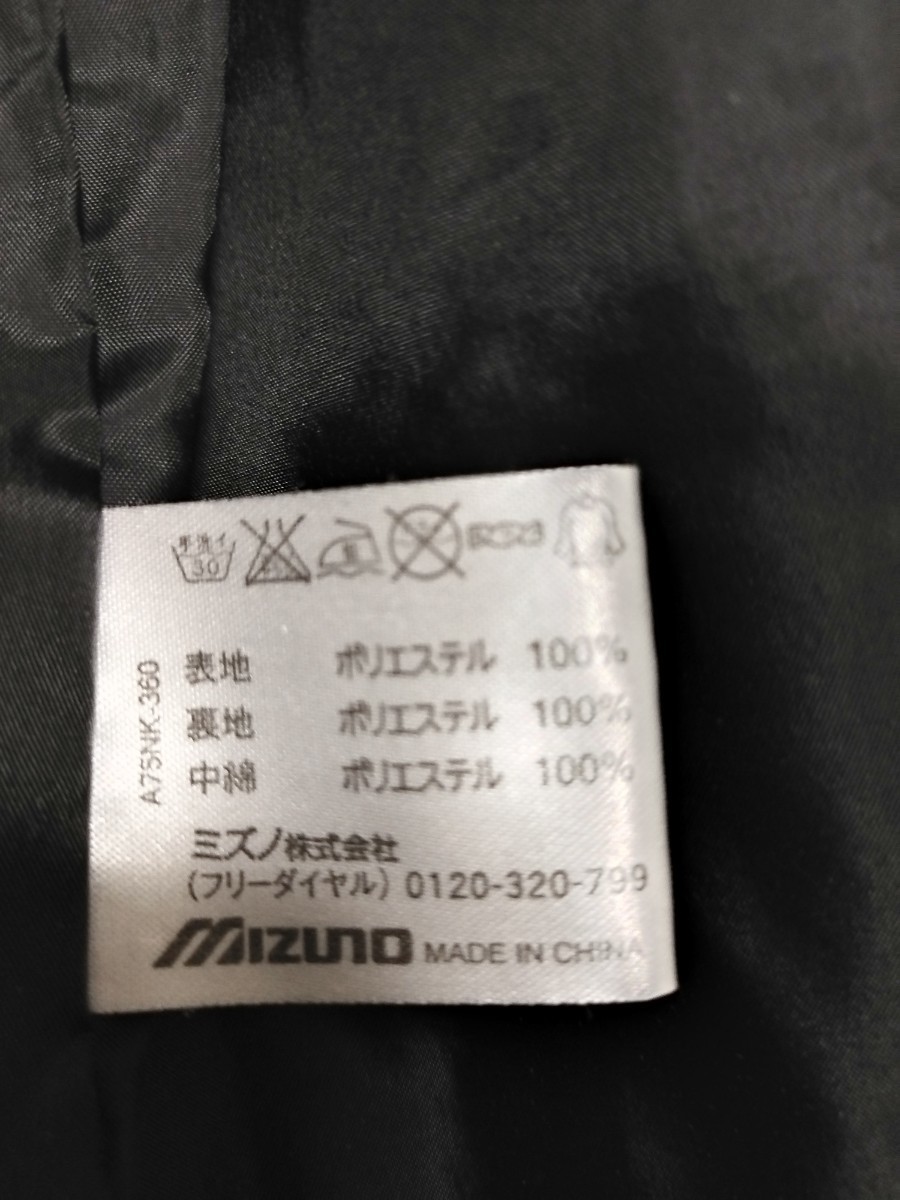 手洗イ
30
表地 ポリエステル 100%
裏地 ポリエステル 100%
中綿 ポリエステル 100%
ミズノ株式会社
(フリーダイヤル) 0120-320-799
MIZUNO MADE IN CHINA